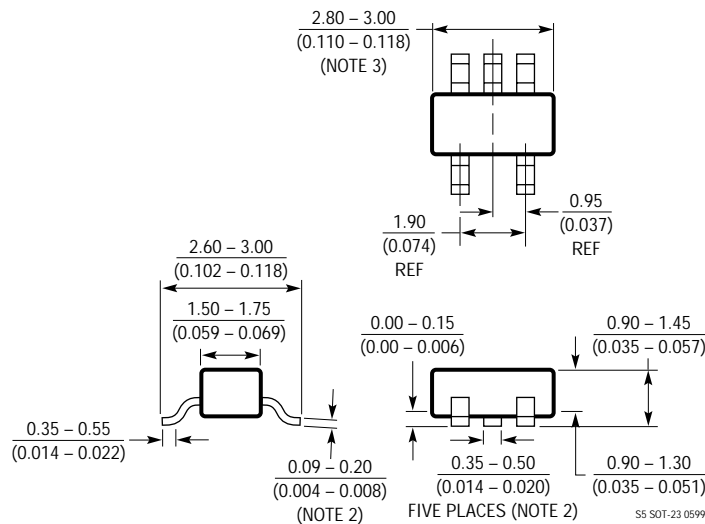 2.80 – 3.00
(0.110 – 0.118)
(NOTE 3)
1.90
(0.074)
REF
0.95
(0.037)
REF
2.60 – 3.00
(0.102 – 0.118)
1.50 – 1.75
(0.059 – 0.069)
0.00 – 0.15
(0.00 – 0.006)
0.90 – 1.45
(0.035 – 0.057)
0.35 – 0.55
(0.014 – 0.022)
0.09 – 0.20
(0.004 – 0.008)
(NOTE 2)
0.35 – 0.50
(0.014 – 0.020)
FIVE PLACES (NOTE 2)
0.90 – 1.30
(0.035 – 0.051)
S5 SOT-23 0599